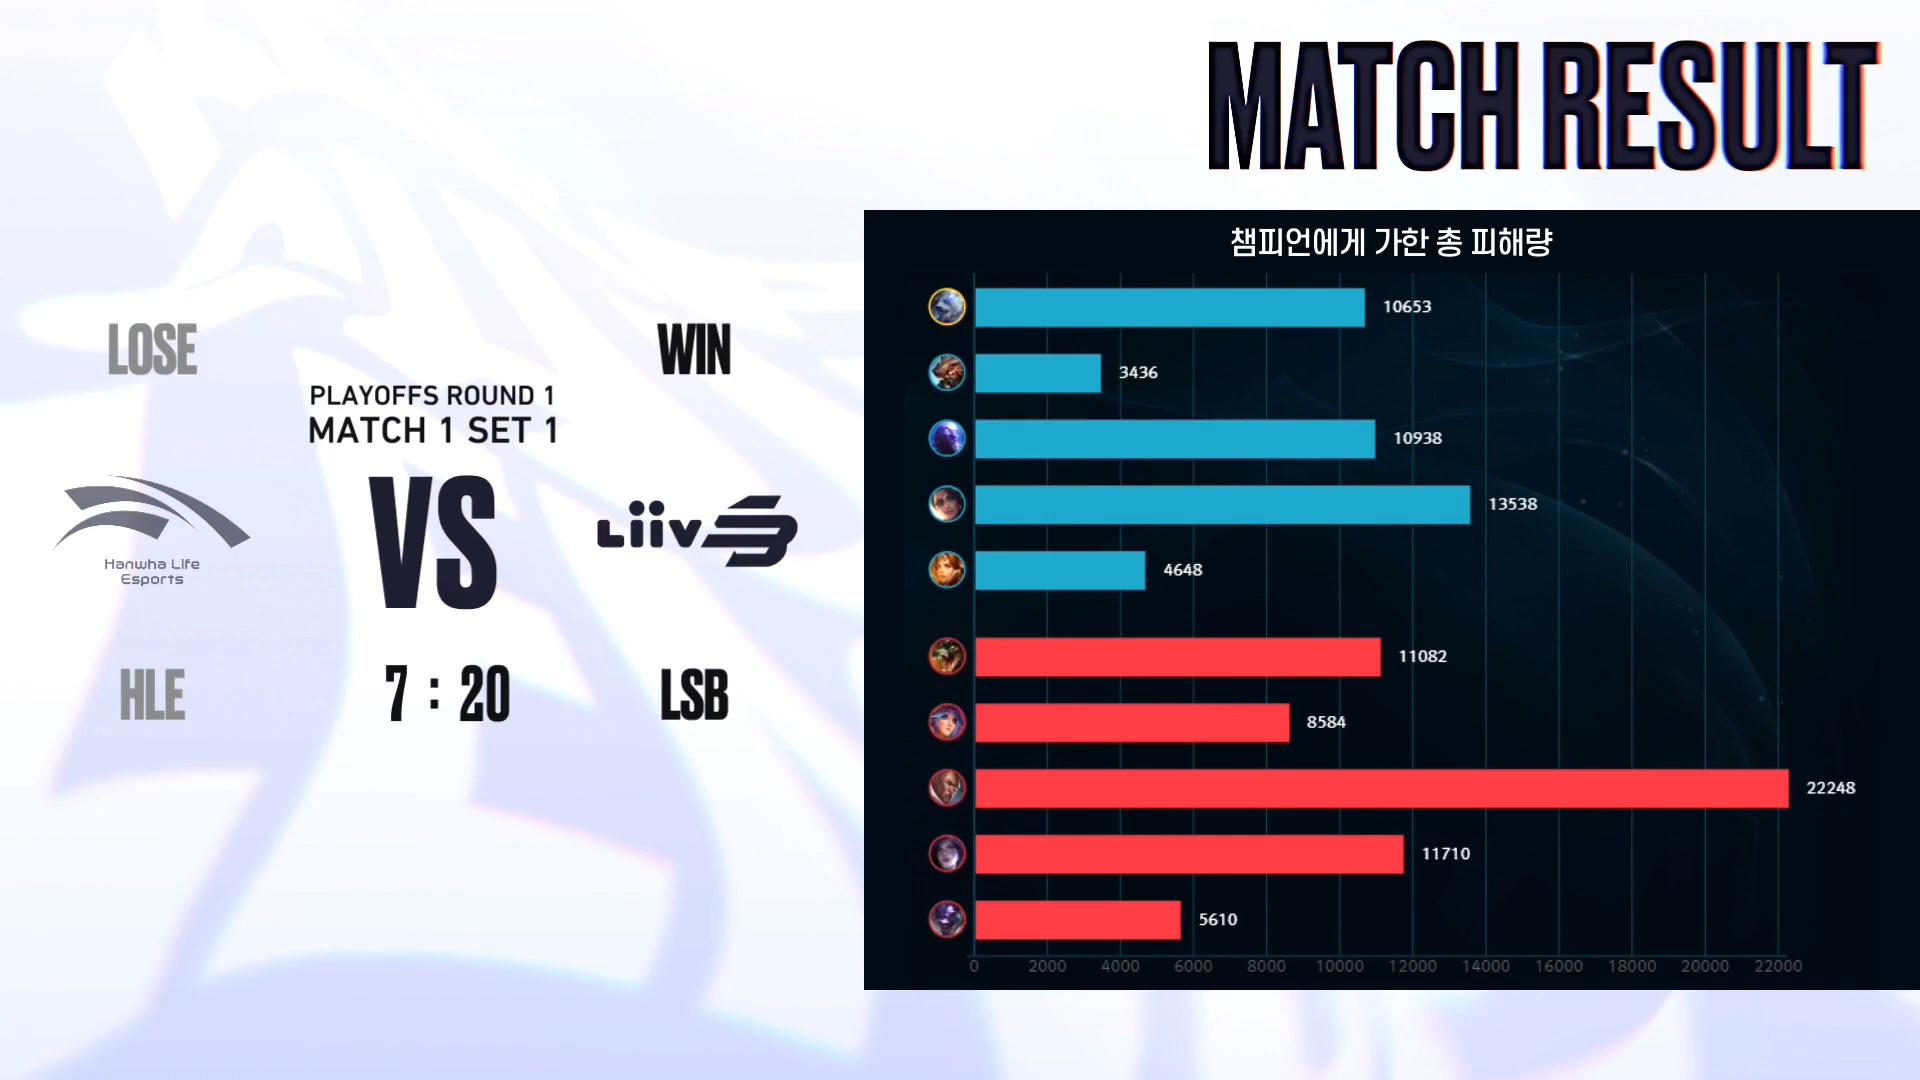 MATCH RESULT
LOSE
WIN
PLAYOFFS ROUND 1
MATCH 1 SET 1
VS
Hanwha Life
Esports
Liiv
HLE
7 : 20
LSB
챔피언에게 가한 총 피해량
10653
3436
10938
13538
4648
11082
8584
22248
11710
5610
0 2000 4000 6000 8000 10000 12000 14000 16000 18000 20000 22000